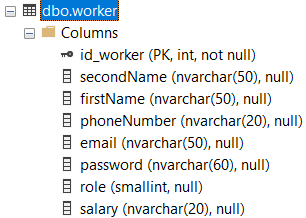 dbo.worker
Columns
id_worker (PK, int, not null)
secondName (nvarchar(50), null)
firstName (nvarchar(50), null)
phoneNumber (nvarchar(20), null)
email (nvarchar(50), null)
password (nvarchar(60), null)
role (smallint, null)
salary (nvarchar(20), null)